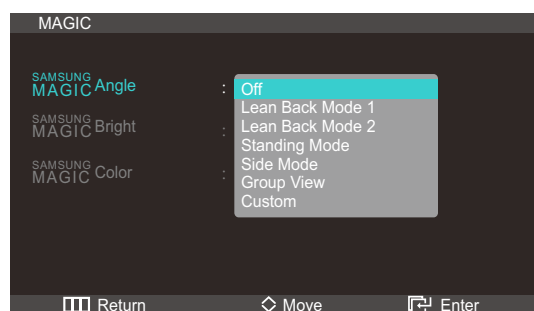 MAGIC
SAMSUNG MAGIC Angle : Off
Lean Back Mode 1
Lean Back Mode 2
SAMSUNG MAGIC Bright :
Standing Mode
Side Mode
SAMSUNG MAGIC Color :
Group View
Custom
Return Move Enter